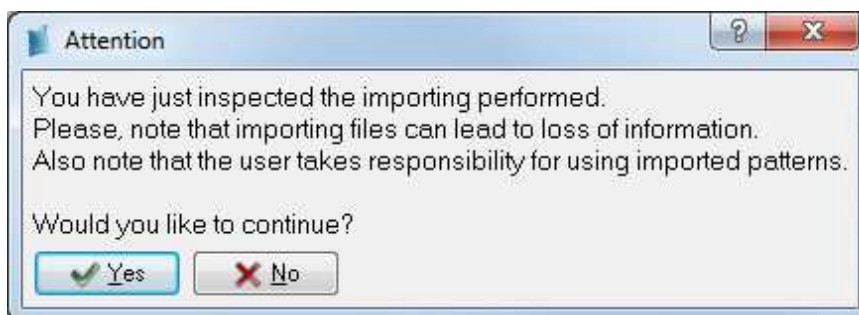 Attention
You have just inspected the importing performed.
Please, note that importing files can lead to loss of information.
Also note that the user takes responsibility for using imported patterns.
Would you like to continue?
Yes No